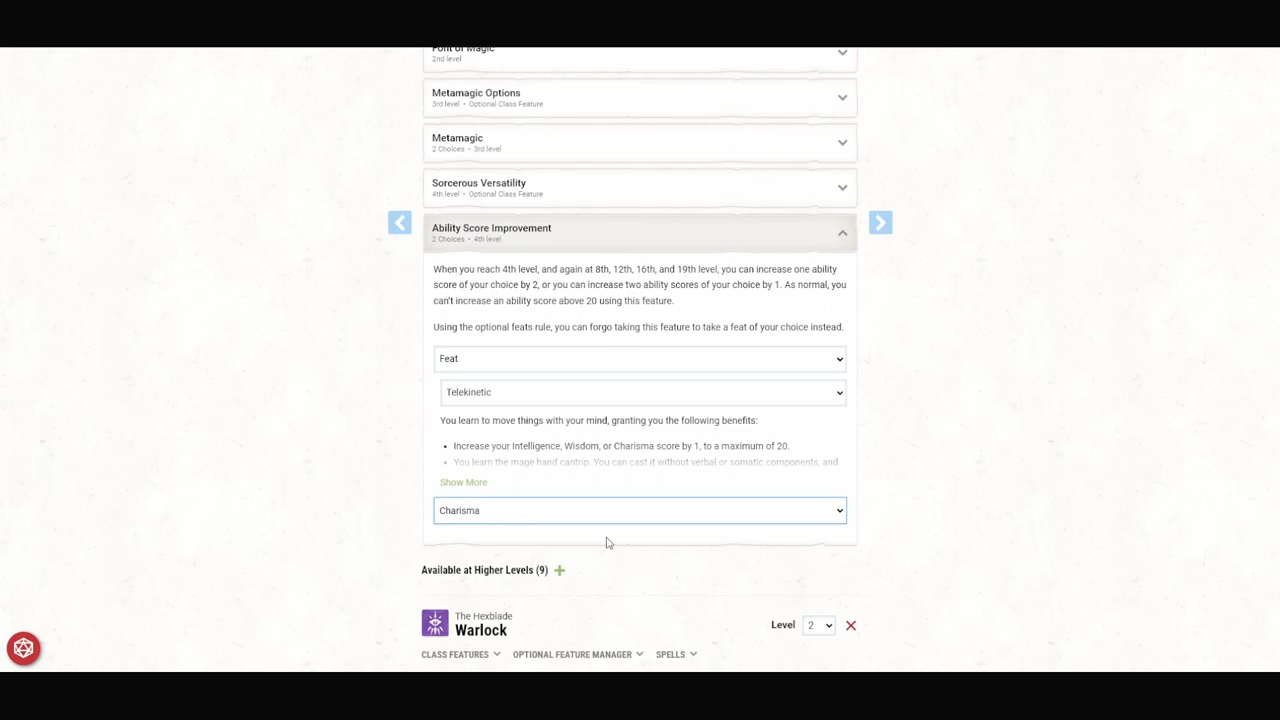 Font of Magic
2nd level
Metamagic Options
3rd level • Optional Class Feature
Metamagic
2 Choices • 3rd level
Sorcerous Versatility
4th level • Optional Class Feature
Ability Score Improvement
2 Choices • 4th level
When you reach 4th level, and again at 8th, 12th, 16th, and 19th level, you can increase one ability
score of your choice by 2, or you can increase two ability scores of your choice by 1. As normal, you
can't increase an ability score above 20 using this feature.
Using the optional feats rule, you can forgo taking this feature to take a feat of your choice instead.
Feat
Telekinetic
You learn to move things with your mind, granting you the following benefits:
• Increase your Intelligence, Wisdom, or Charisma score by 1, to a maximum of 20.
• You learn the mage hand cantrip. You can cast it without verbal or somatic components, and
Show More
Charisma
Available at Higher Levels (9)
The Hexblade
Warlock
Level 2
CLASS FEATURES OPTIONAL FEATURE MANAGER SPELLS